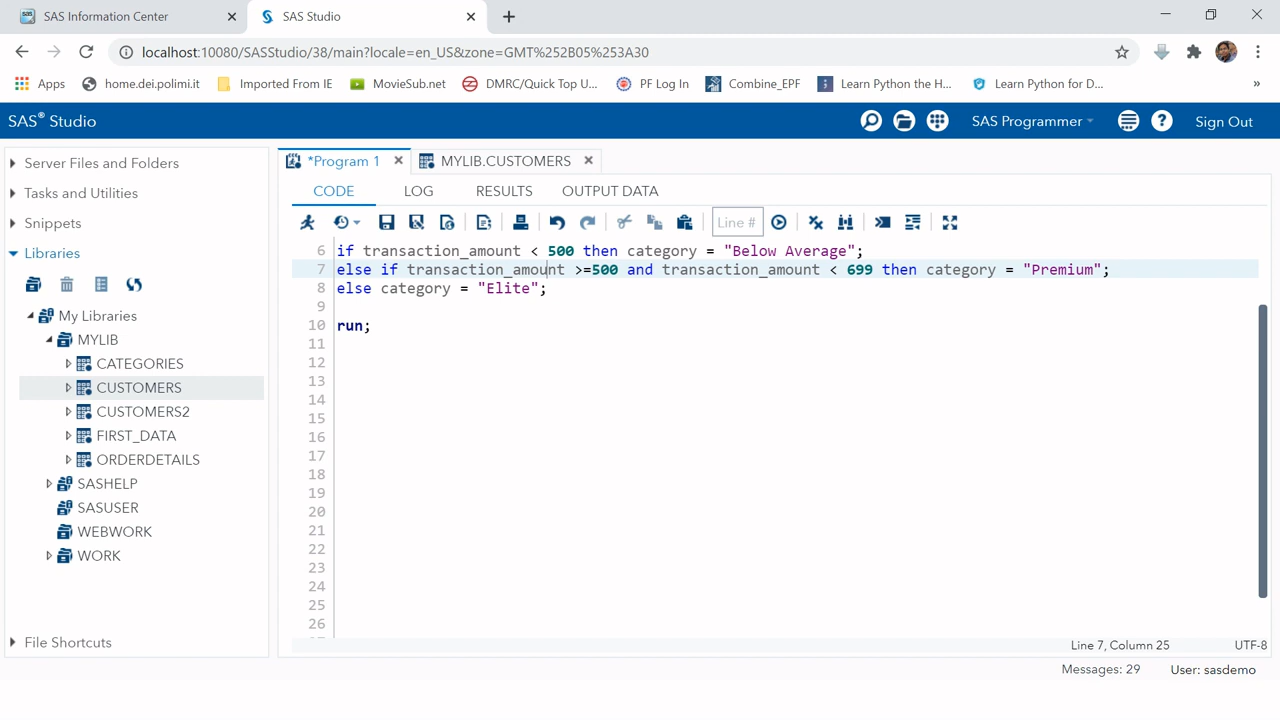 SAS Information Center
SAS Studio
localhost:10080/SASStudio/38/main?locale=en_US&zone=GMT%252B05%253A30
Apps home.dei.polimi.it Imported From IE MovieSub.net DMRC/Quick Top U... PF Log In Combine_EPF Learn Python the H... Learn Python for D... »
SAS® Studio SAS Programmer Sign Out
Server Files and Folders
Tasks and Utilities
Snippets
Libraries
My Libraries
MYLIB
CATEGORIES
CUSTOMERS
CUSTOMERS2
FIRST_DATA
ORDERDETAILS
SASHELP
SASUSER
WEBWORK
WORK
File Shortcuts
*Program 1 MYLIB.CUSTOMERS
CODE LOG RESULTS OUTPUT DATA
Line #
6 if transaction_amount < 500 then category = "Below Average";
7 else if transaction_amount >=500 and transaction_amount < 699 then category = "Premium";
8 else category = "Elite";
9
10 run;
11
12
13
14
15
16
17
18
19
20
21
22
23
24
25
26
Line 7, Column 25 UTF-8
Messages: 29 User: sasdemo